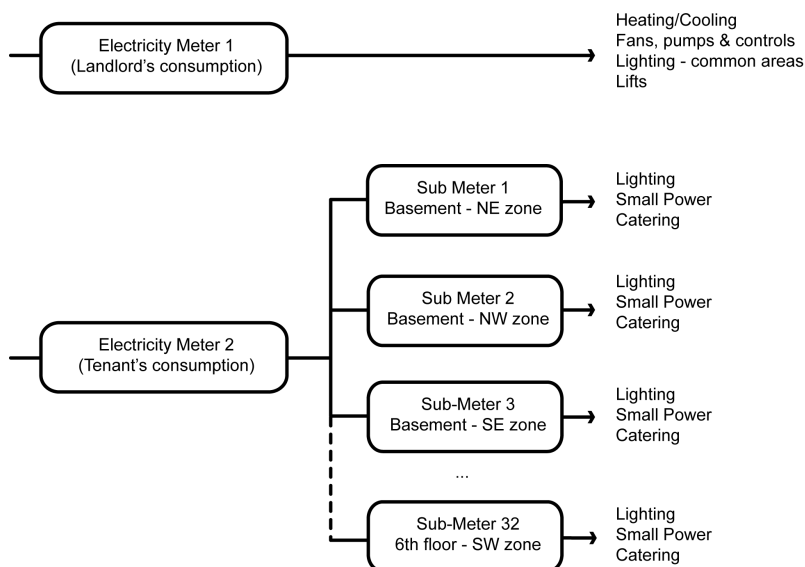 Electricity Meter 1
(Landlord's consumption)
Heating/Cooling
Fans, pumps & controls
Lighting - common areas
Lifts
Sub Meter 1
Basement - NE zone
Lighting
Small Power
Catering
Sub Meter 2
Basement - NW zone
Lighting
Small Power
Catering
Electricity Meter 2
(Tenant's consumption)
Sub-Meter 3
Basement - SE zone
Lighting
Small Power
Catering
...
Sub-Meter 32
6th floor - SW zone
Lighting
Small Power
Catering